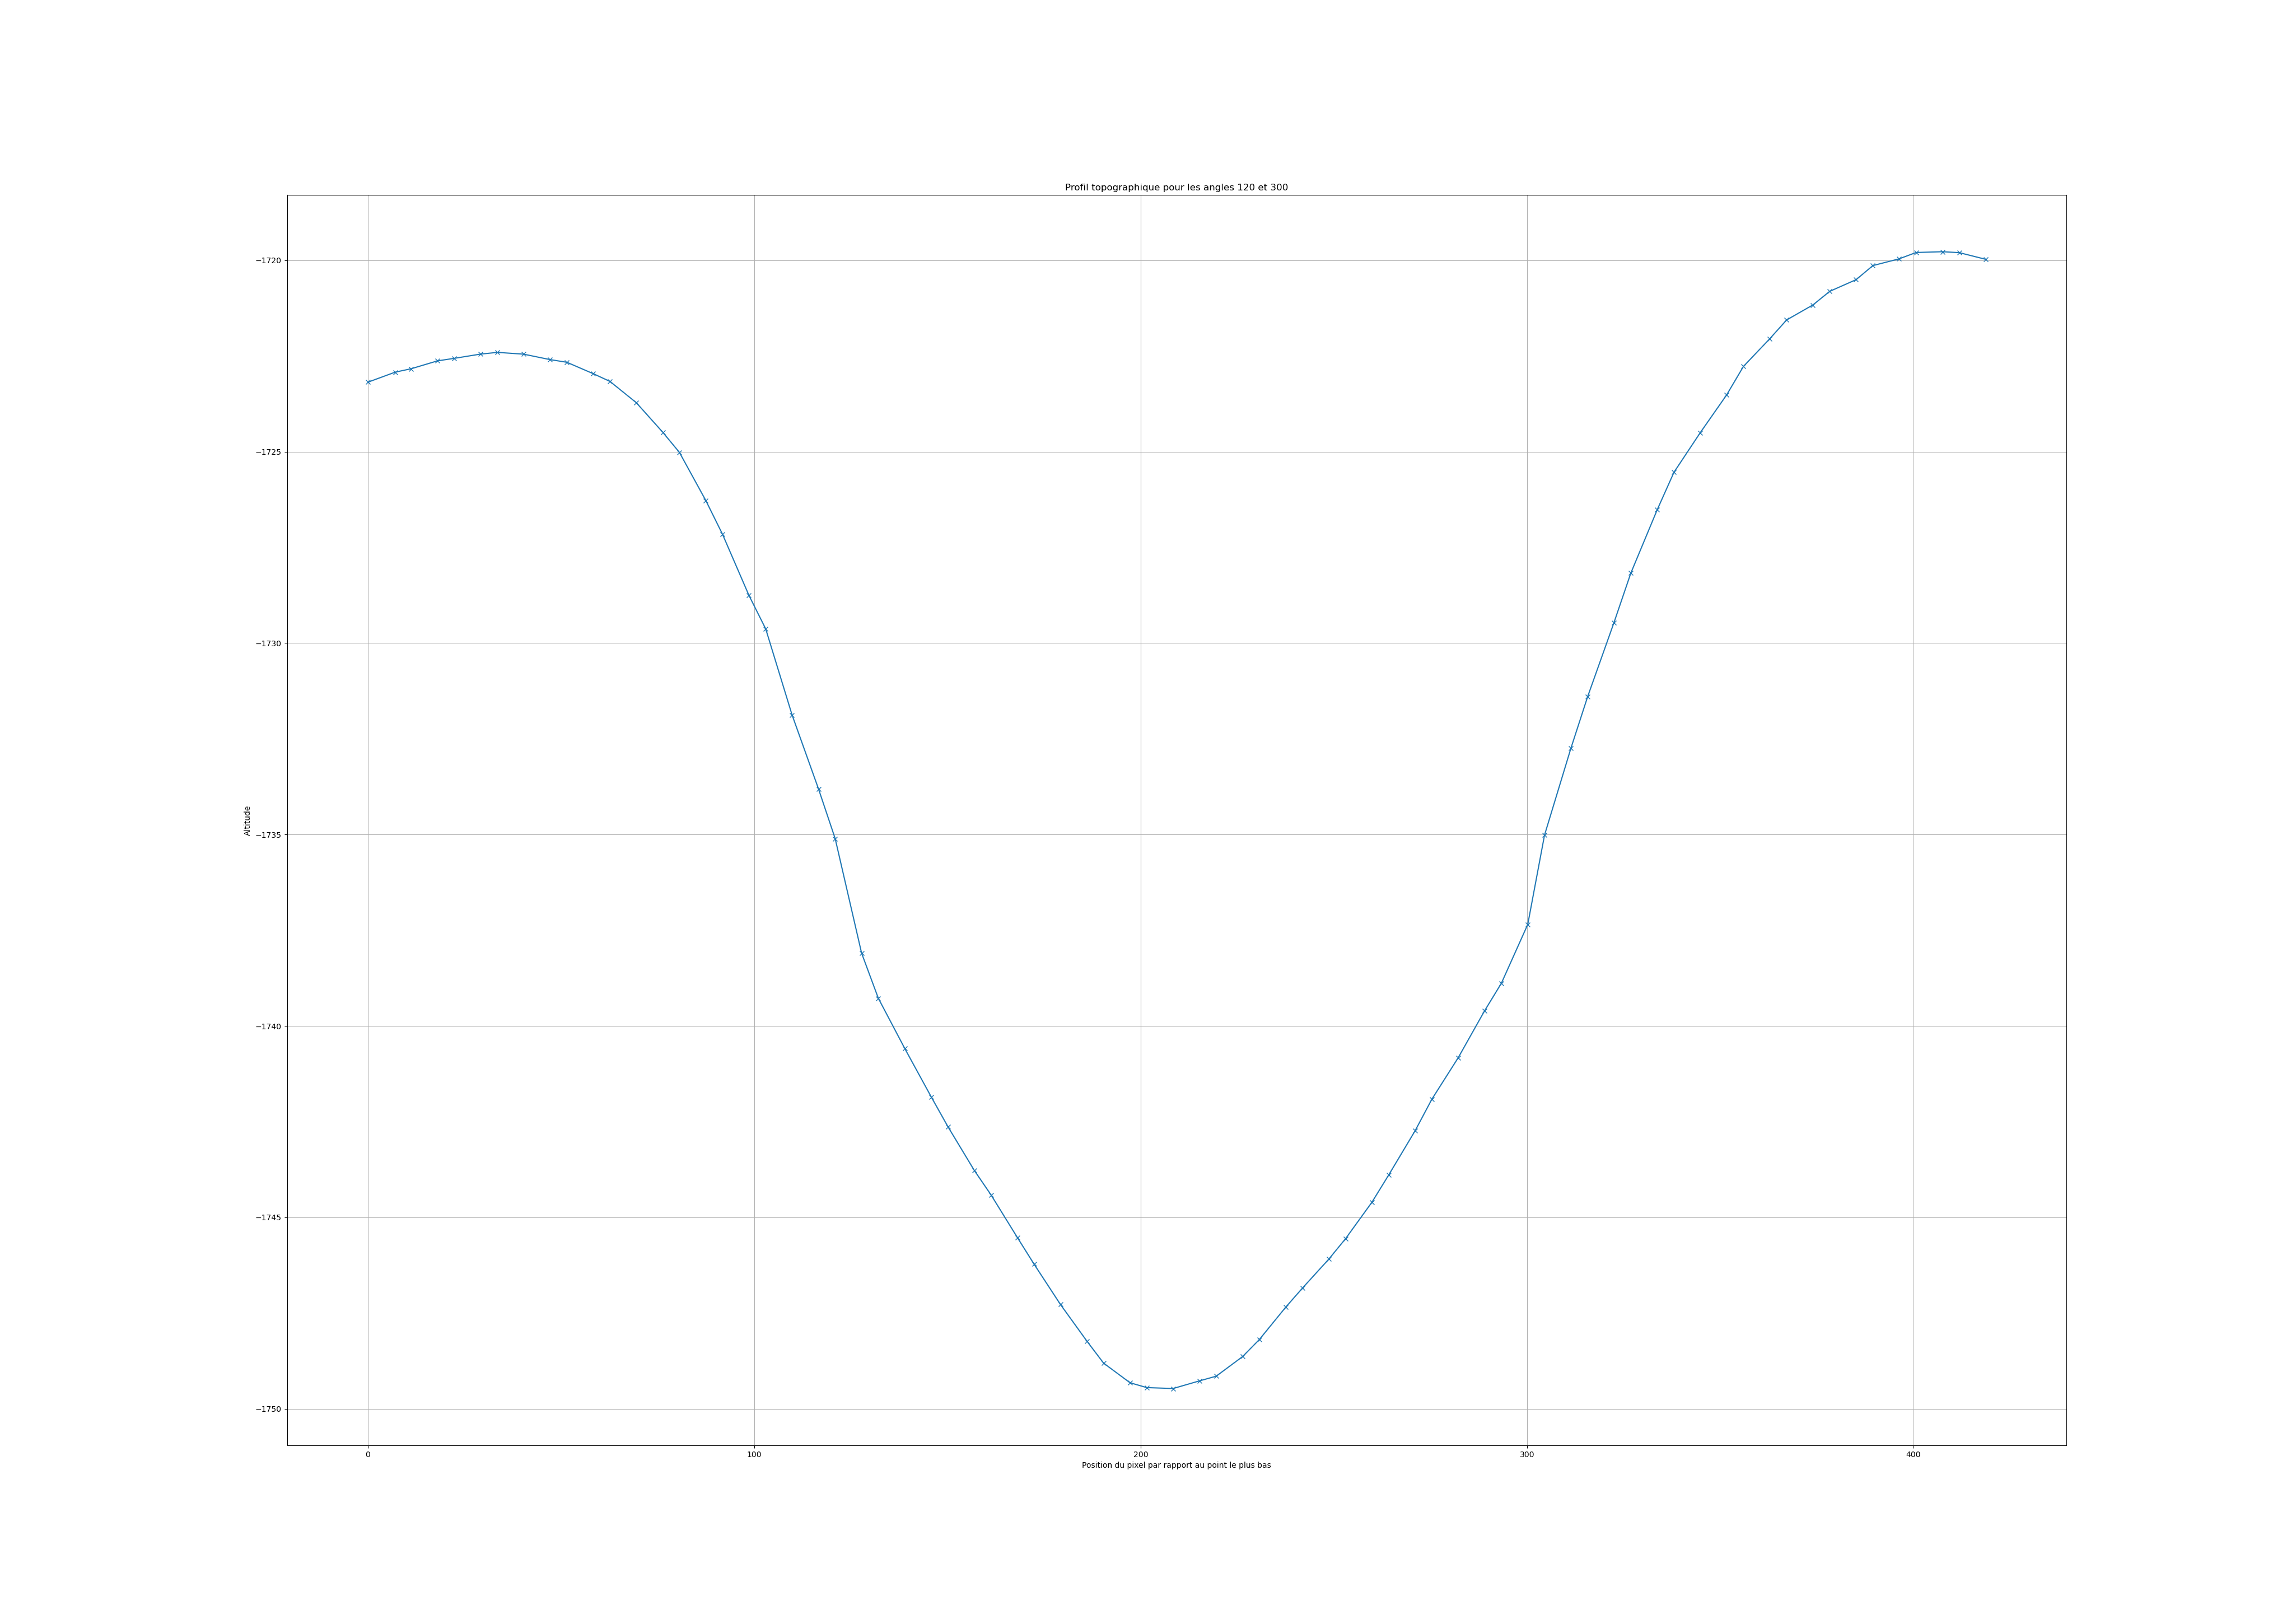 Profil topographique pour les angles 120 et 300
−1720
−1725
−1730
−1735
−1740
−1745
−1750
Altitude
0 100 200 300 400
Position du pixel par rapport au point le plus bas